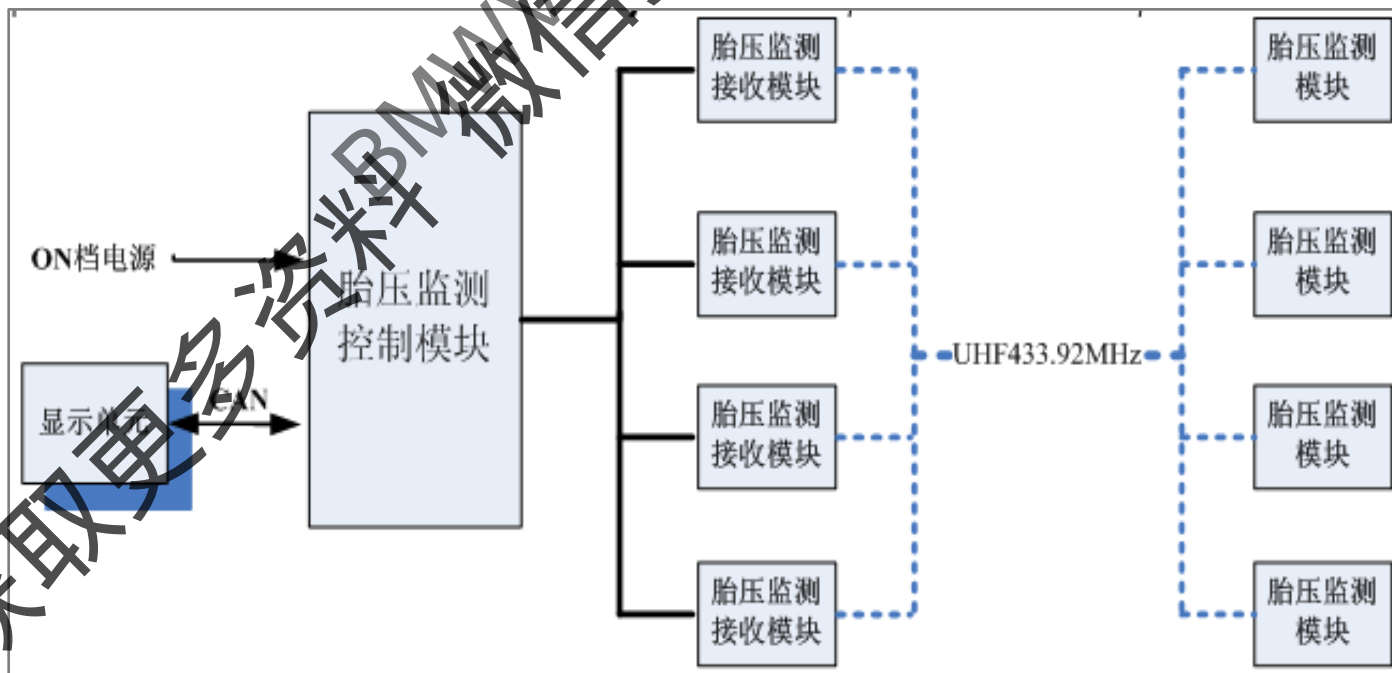 胎压监测
接收模块
胎压监测
模块
ON档电源
胎压监测
控制模块
胎压监测
接收模块
胎压监测
模块
UHF433.92MHz
显示单元
CAN
胎压监测
接收模块
胎压监测
模块
胎压监测
接收模块
胎压监测
模块
取更多资料 BMW 微信